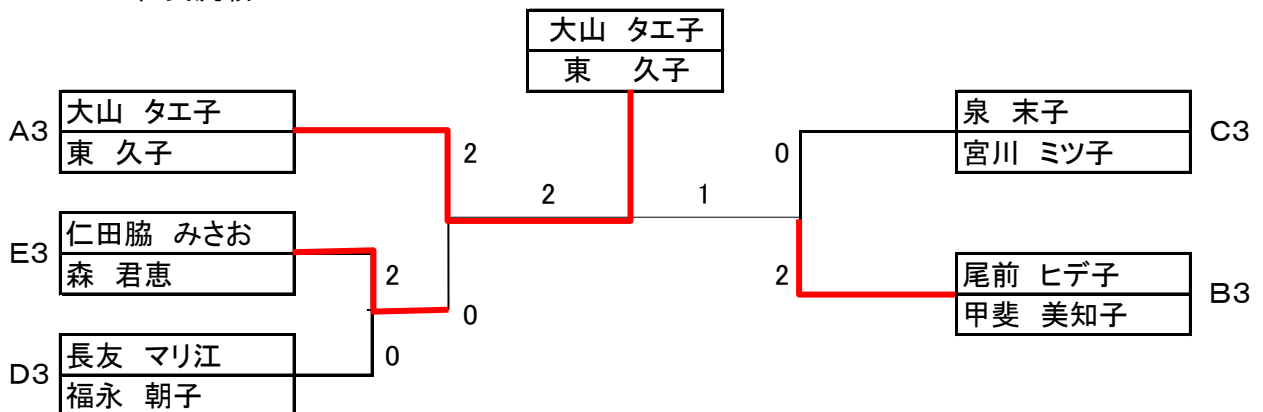 大山 タエ子
東 久子
A3
大山 タエ子
東 久子
2
0
泉 末子
宮川 ミツ子
C3
2
1
E3
仁田脇 みさお
森 君恵
2
0
2
尾前 ヒデ子
甲斐 美知子
B3
D3
長友 マリ江
福永 朝子
0